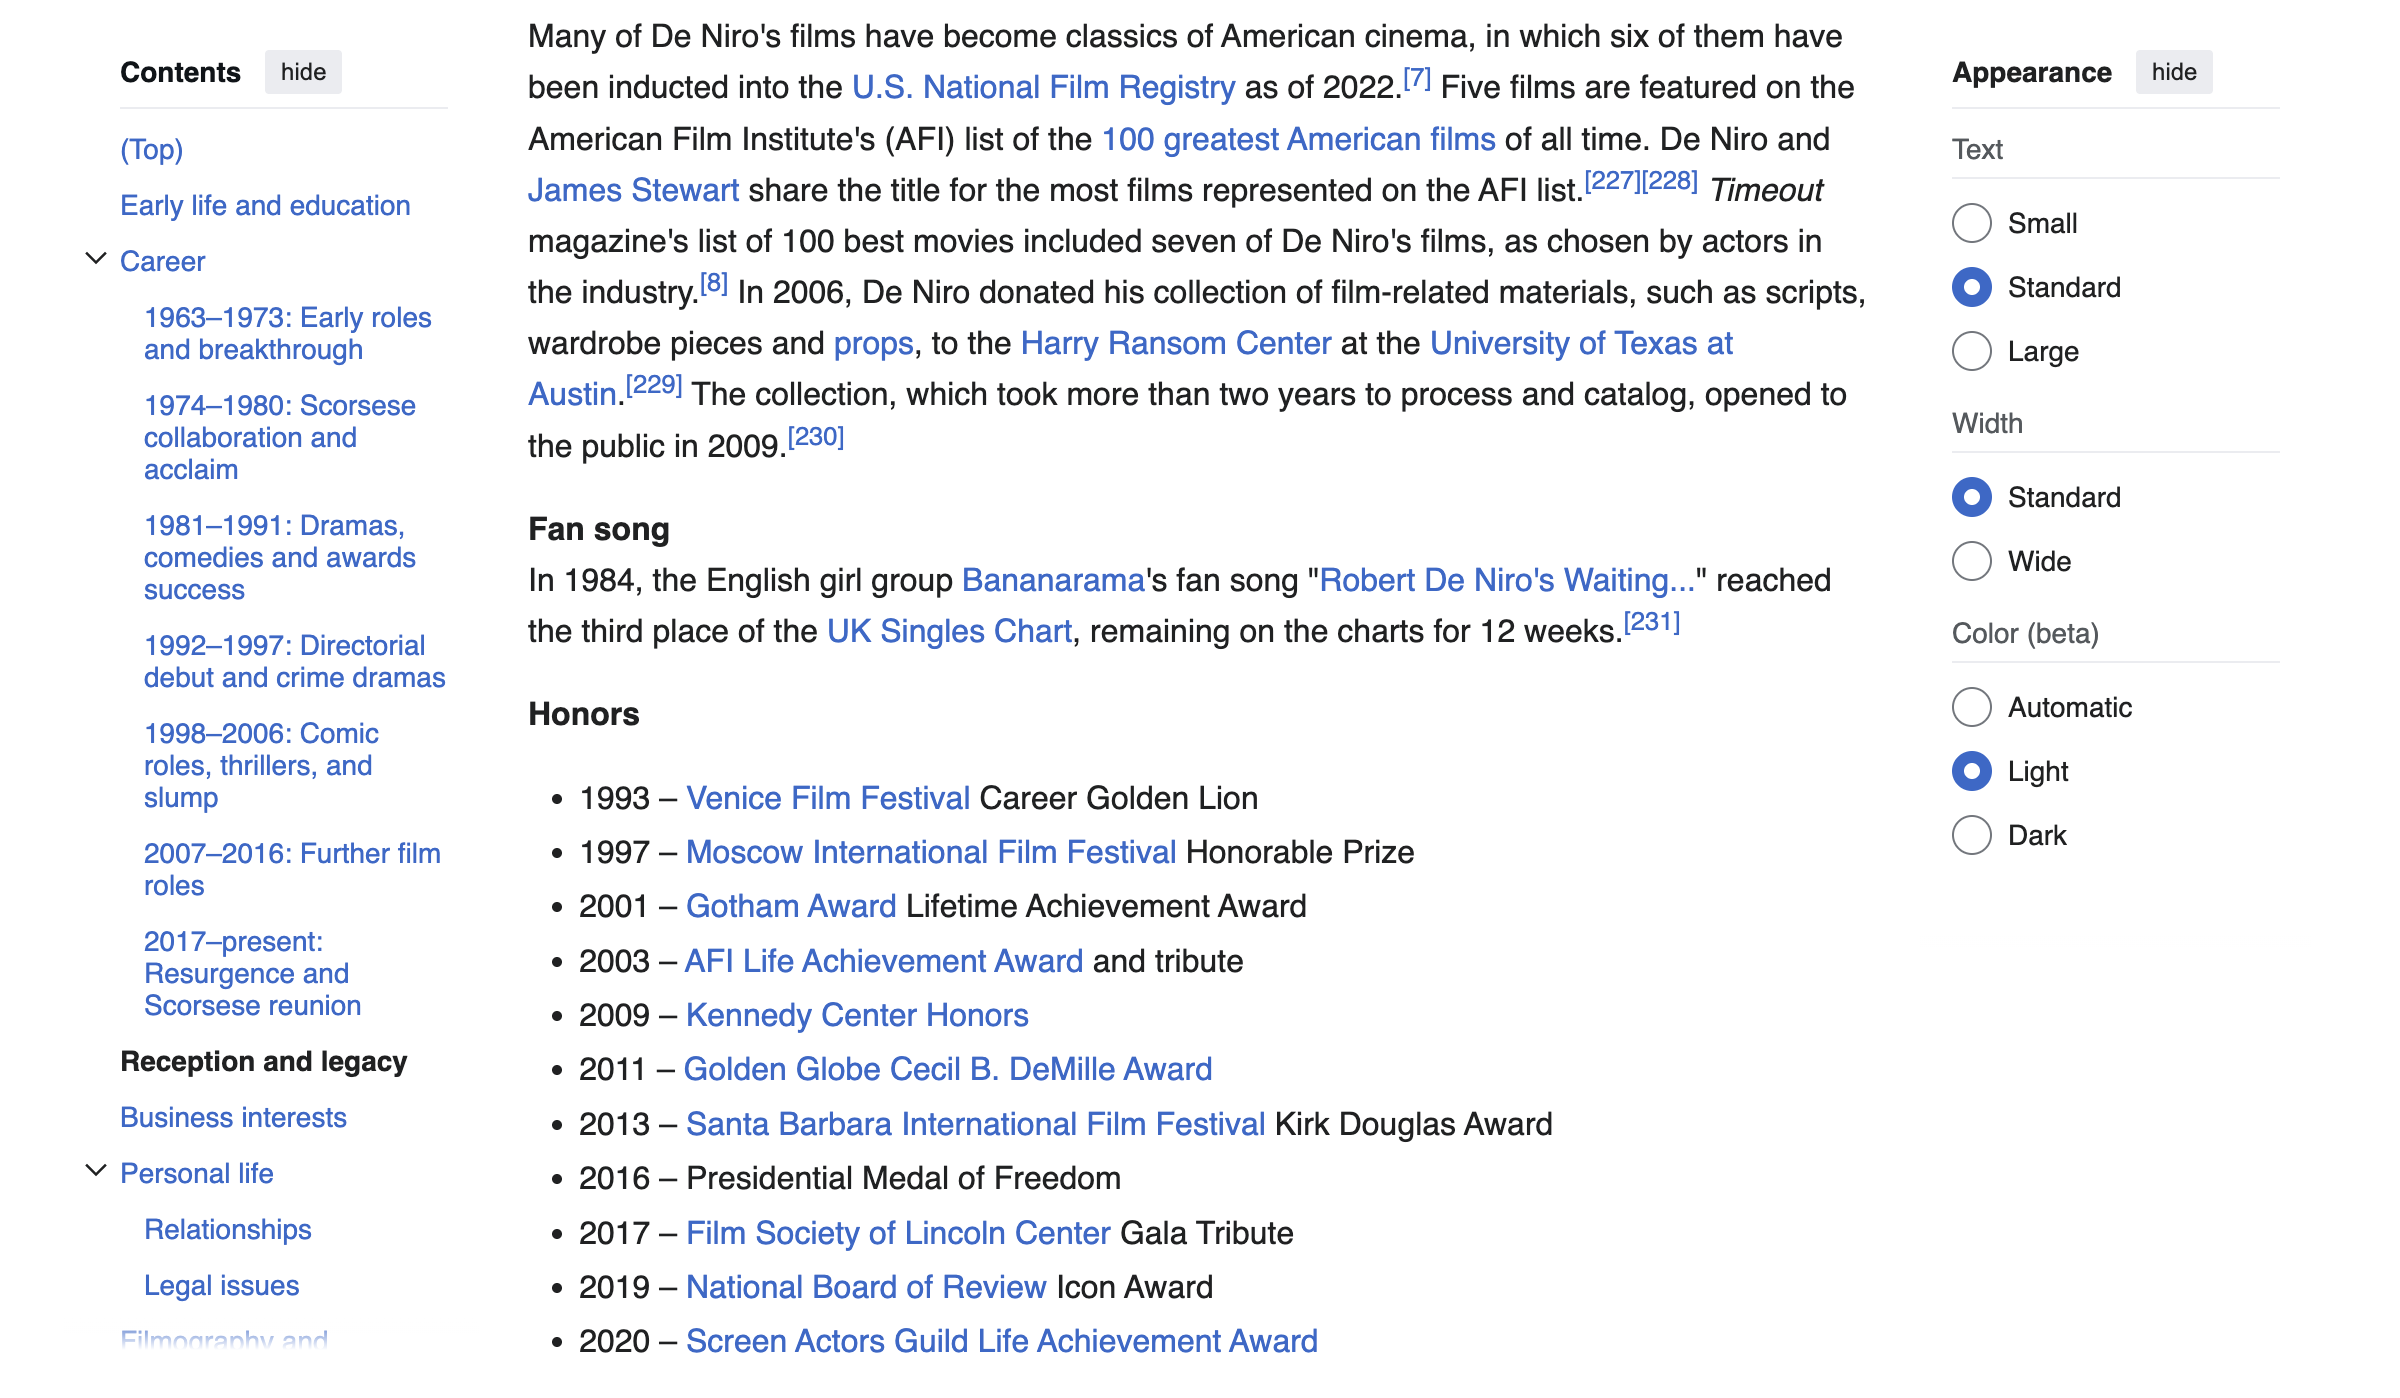 Contents hide
(Top)
Early life and education
Career
1963–1973: Early roles
and breakthrough
1974–1980: Scorsese
collaboration and
acclaim
1981–1991: Dramas,
comedies and awards
success
1992–1997: Directorial
debut and crime dramas
1998–2006: Comic
roles, thrillers, and
slump
2007–2016: Further film
roles
2017–present:
Resurgence and
Scorsese reunion
Reception and legacy
Business interests
Personal life
Relationships
Legal issues
Filmography and
Many of De Niro's films have become classics of American cinema, in which six of them have
been inducted into the U.S. National Film Registry as of 2022.[7] Five films are featured on the
American Film Institute's (AFI) list of the 100 greatest American films of all time. De Niro and
James Stewart share the title for the most films represented on the AFI list.[227][228] Timeout
magazine's list of 100 best movies included seven of De Niro's films, as chosen by actors in
the industry.[8] In 2006, De Niro donated his collection of film-related materials, such as scripts,
wardrobe pieces and props, to the Harry Ransom Center at the University of Texas at
Austin.[229] The collection, which took more than two years to process and catalog, opened to
the public in 2009.[230]
Fan song
In 1984, the English girl group Bananarama's fan song "Robert De Niro's Waiting..." reached
the third place of the UK Singles Chart, remaining on the charts for 12 weeks.[231]
Honors
• 1993 – Venice Film Festival Career Golden Lion
• 1997 – Moscow International Film Festival Honorable Prize
• 2001 – Gotham Award Lifetime Achievement Award
• 2003 – AFI Life Achievement Award and tribute
• 2009 – Kennedy Center Honors
• 2011 – Golden Globe Cecil B. DeMille Award
• 2013 – Santa Barbara International Film Festival Kirk Douglas Award
• 2016 – Presidential Medal of Freedom
• 2017 – Film Society of Lincoln Center Gala Tribute
• 2019 – National Board of Review Icon Award
• 2020 – Screen Actors Guild Life Achievement Award
Appearance hide
Text
Small
Standard
Large
Width
Standard
Wide
Color (beta)
Automatic
Light
Dark